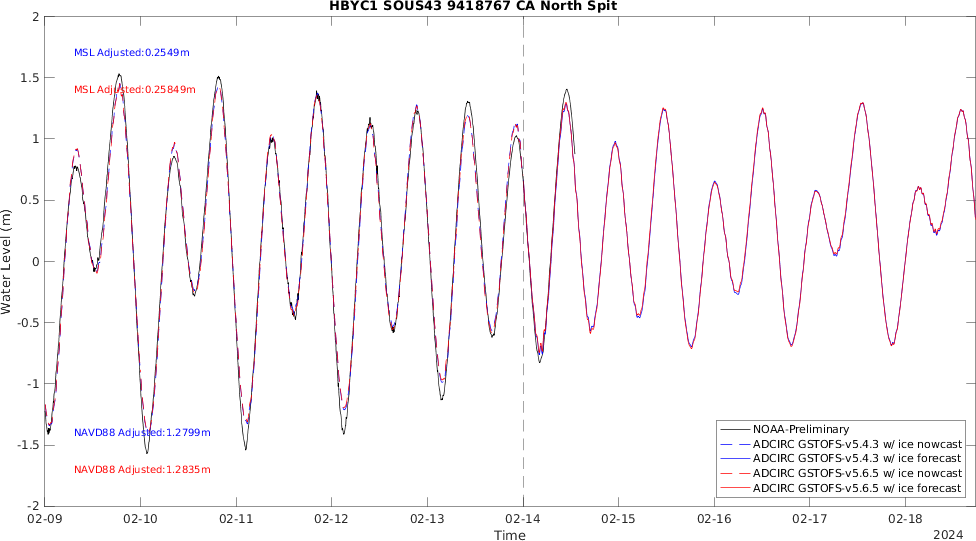 HBYC1 SOUS43 9418767 CA North Spit
2
1.5
1
0.5
0
-0.5
-1
-1.5
-2
Water Level (m)
MSL Adjusted:0.2549m
MSL Adjusted:0.25849m
NAVD88 Adjusted:1.2799m
NAVD88 Adjusted:1.2835m
NOAA-Preliminary
ADCIRC GSTOFS-v5.4.3 w/ ice nowcast
ADCIRC GSTOFS-v5.4.3 w/ ice forecast
ADCIRC GSTOFS-v5.6.5 w/ ice nowcast
ADCIRC GSTOFS-v5.6.5 w/ ice forecast
02-09 02-10 02-11 02-12 02-13 02-14 02-15 02-16 02-17 02-18
Time
2024